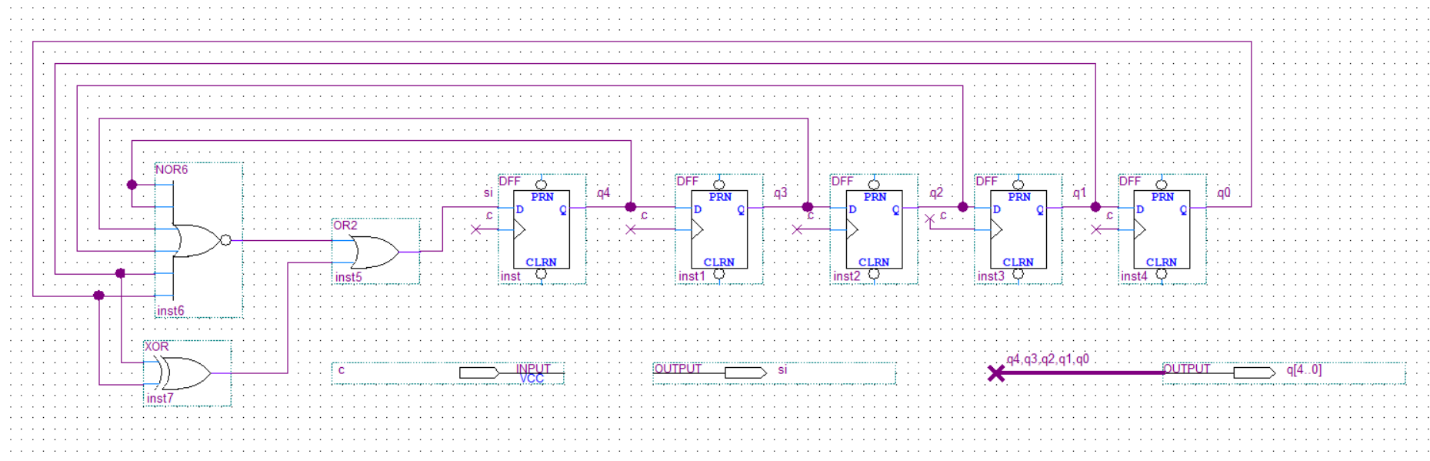 NOR6
inst6
XOR
inst7
OR2
inst5
si
c
DFF
PRN
D
Q
CLRN
inst
q4
c
DFF
PRN
D
Q
CLRN
inst1
q3
c
DFF
PRN
D
Q
CLRN
inst2
q2
c
DFF
PRN
D
Q
CLRN
inst3
q1
c
DFF
PRN
D
Q
CLRN
inst4
q0
c
INPUT
VCC
OUTPUT
si
q4,q3,q2,q1,q0
OUTPUT
q[4..0]